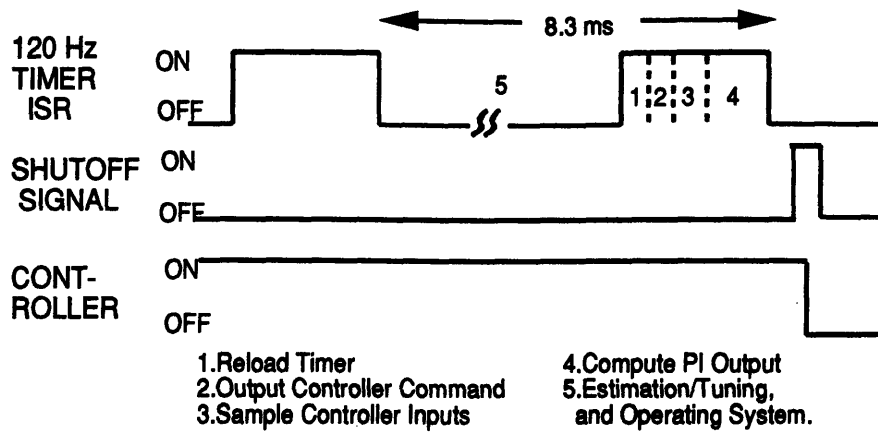 8.3 ms
120 Hz
TIMER
ISR
ON
OFF
5
1 2 3 4
SHUTOFF
SIGNAL
ON
OFF
CONT-
ROLLER
ON
OFF
1.Reload Timer
2.Output Controller Command
3.Sample Controller Inputs
4.Compute PI Output
5.Estimation/Tuning,
and Operating System.